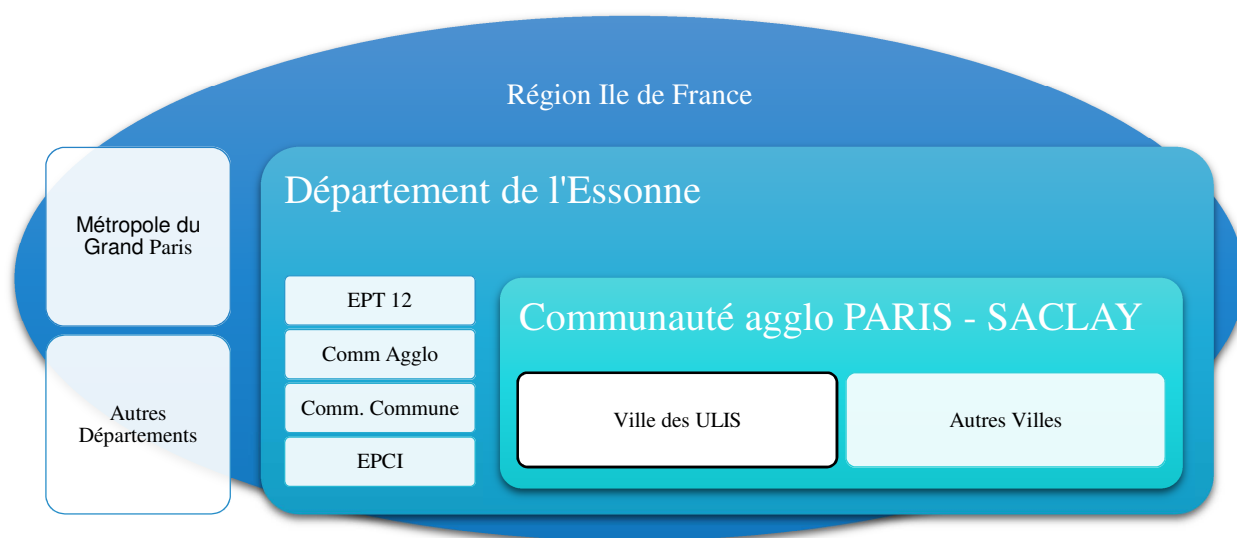 Région Ile de France
Métropole du
Grand Paris
Autres
Départements
Département de l'Essonne
EPT 12
Comm Agglo
Comm. Commune
EPCI
Communauté agglo PARIS - SACLAY
Ville des ULIS
Autres Villes